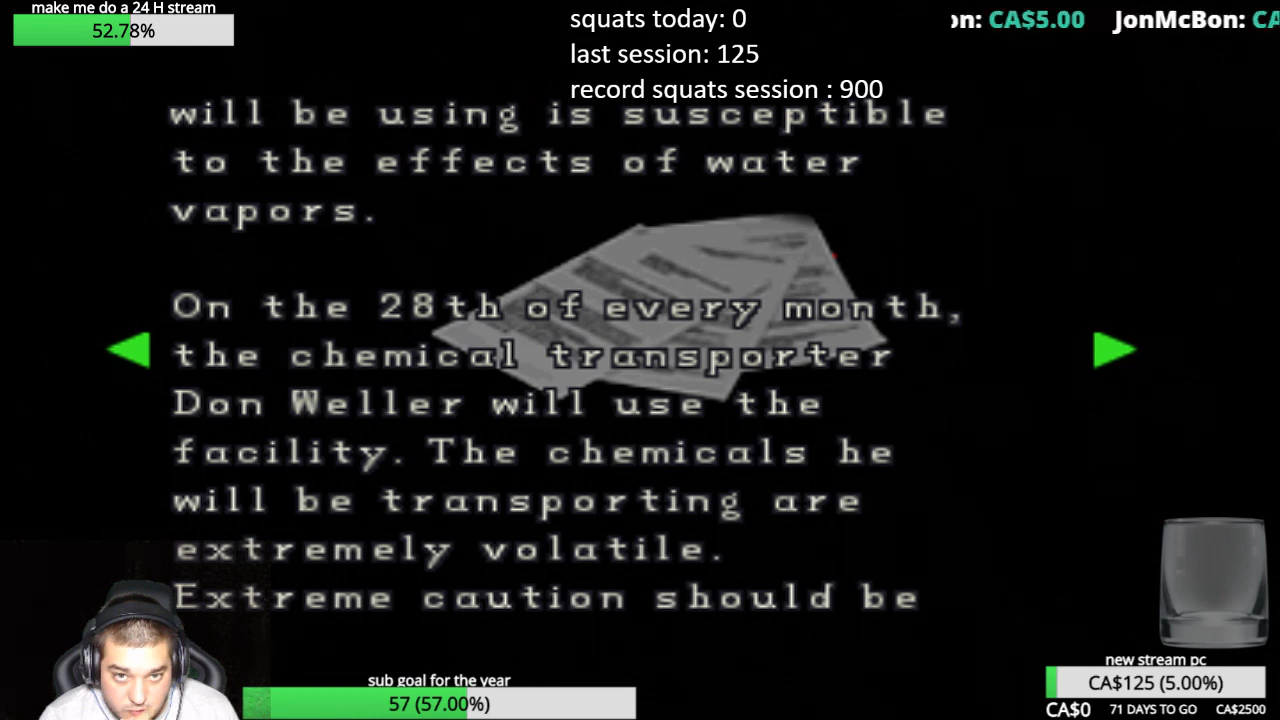 make me do a 24 H stream
52.78%
squats today: 0
last session: 125
record squats session : 900
on: CA$5.00 JonMcBon: CA
will be using is susceptible
to the effects of water
vapors.
On the 28th of every month,
the chemical transporter
Don Weller will use the
facility. The chemicals he
will be transporting are
extremely volatile.
Extreme caution should be
sub goal for the year
57 (57.00%)
new stream pc
CA$125 (5.00%)
CA$0 71 DAYS TO GO CA$2500